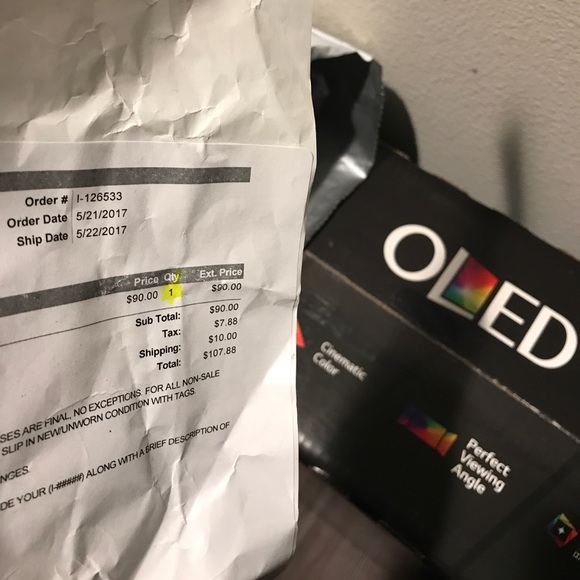 Order # I-126533
Order Date 5/21/2017
Ship Date 5/22/2017
Price Qty Ext. Price
$90.00 1 $90.00
Sub Total: $90.00
Tax: $7.88
Shipping: $10.00
Total: $107.88
SES ARE FINAL, NO EXCEPTIONS. FOR ALL NON-SALE
SLIP IN NEW/UNWORN CONDITION WITH TAGS.
NGES.
DE YOUR (I-#####) ALONG WITH A BRIEF DESCRIPTION OF
OLED
Cinematic
Color
Perfect
Viewing
Angle